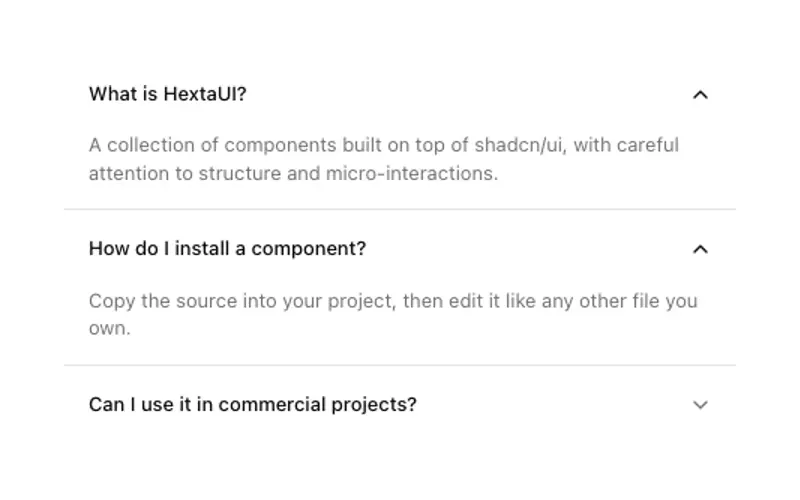 What is HextaUI?
A collection of components built on top of shadcn/ui, with careful
attention to structure and micro-interactions.
How do I install a component?
Copy the source into your project, then edit it like any other file you
own.
Can I use it in commercial projects?